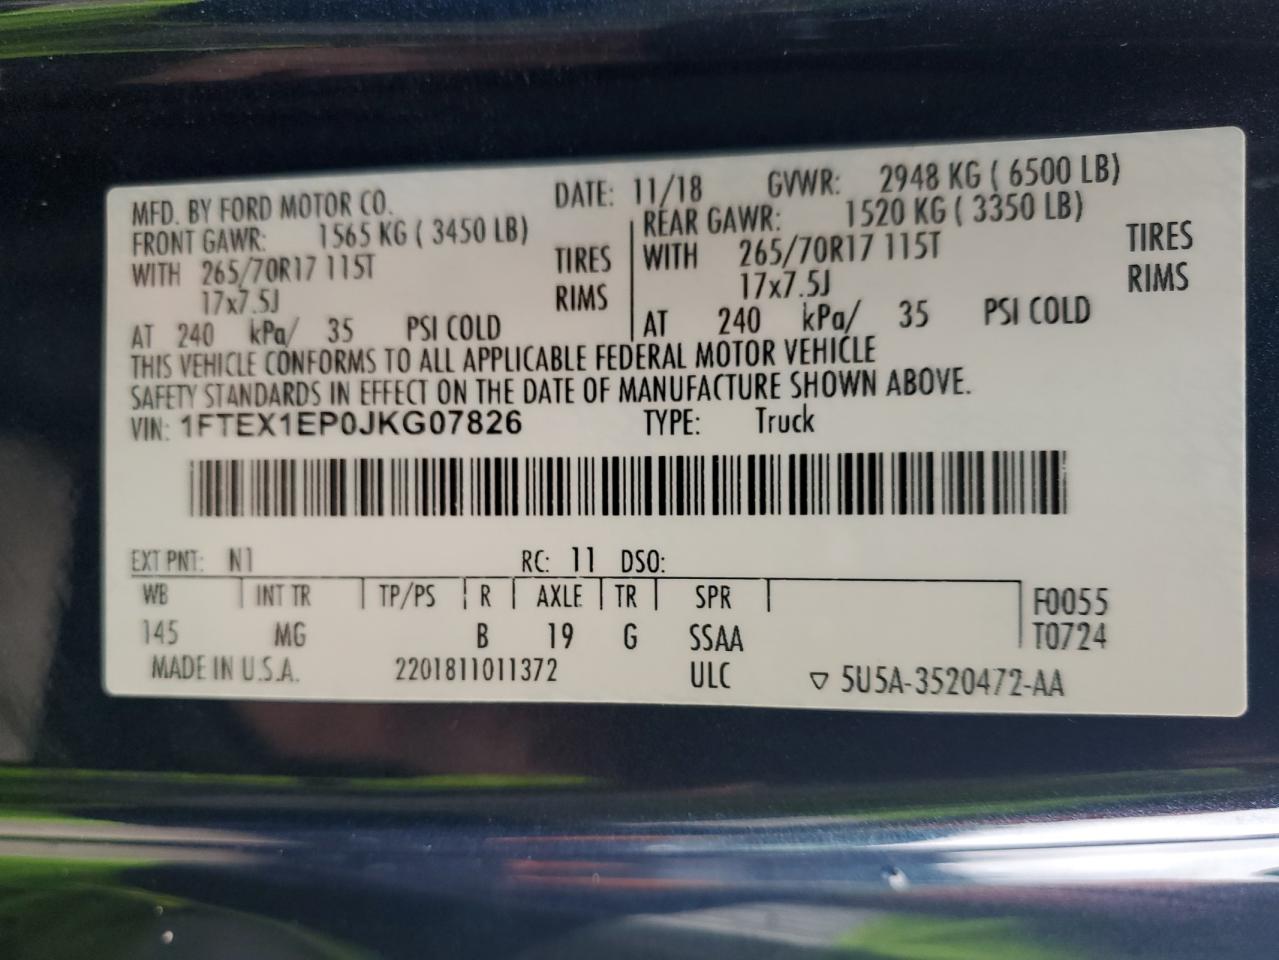 MFD. BY FORD MOTOR CO. DATE: 11/18 GVWR: 2948 KG ( 6500 LB)
FRONT GAWR: 1565 KG ( 3450 LB) REAR GAWR: 1520 KG ( 3350 LB)
WITH 265/70R17 115T TIRES WITH 265/70R17 115T TIRES
17x7.5J RIMS 17x7.5J RIMS
AT 240 kPa/ 35 PSI COLD AT 240 kPa/ 35 PSI COLD
THIS VEHICLE CONFORMS TO ALL APPLICABLE FEDERAL MOTOR VEHICLE
SAFETY STANDARDS IN EFFECT ON THE DATE OF MANUFACTURE SHOWN ABOVE.
VIN: 1FTEX1EP0JKG07826 TYPE: Truck
EXT PNT: N1 RC: 11 DSO:
WB INT TR TP/PS R AXLE TR SPR F0055
145 MG B 19 G SSAA T0724
MADE IN U.S.A. 2201811011372 ULC ▽ 5U5A-3520472-AA